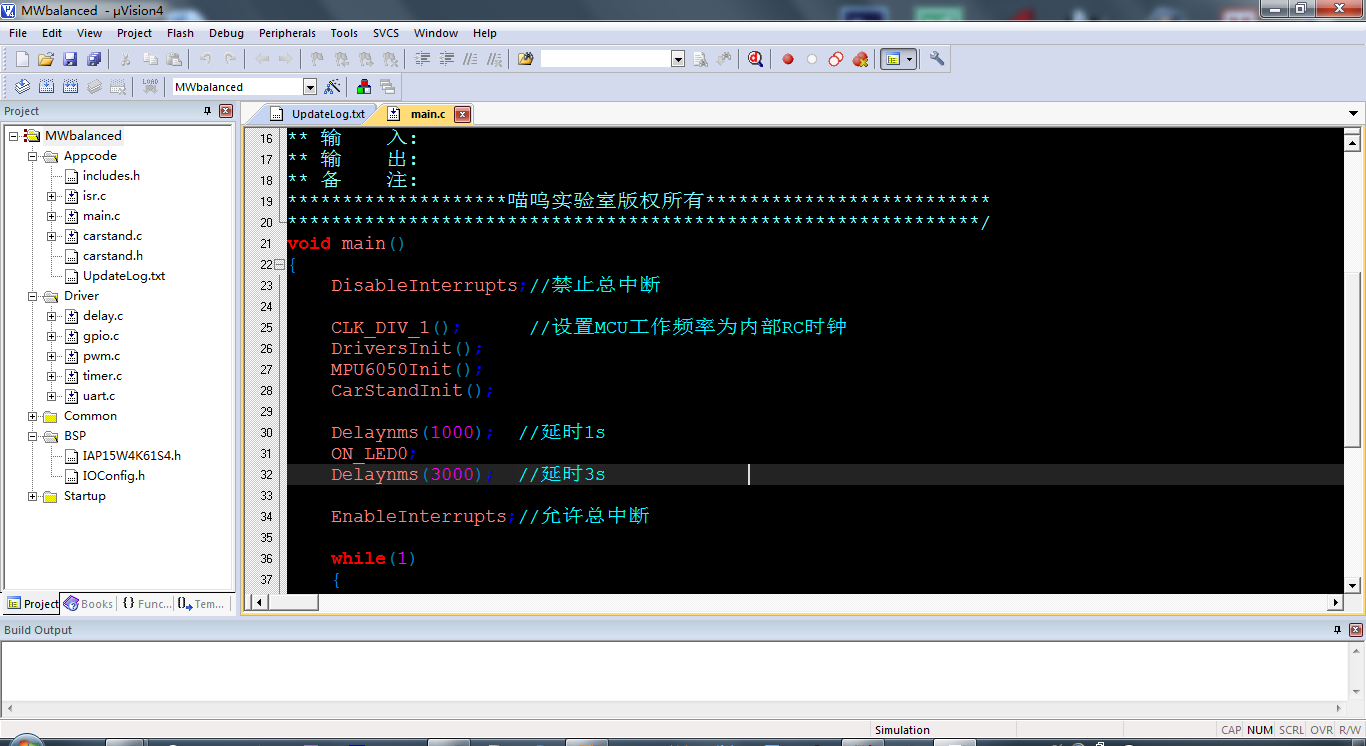 MWbalanced - µVision4
File Edit View Project Flash Debug Peripherals Tools SVCS Window Help
LOAD
MWbalanced
Project
MWbalanced
Appcode
includes.h
isr.c
main.c
carstand.c
carstand.h
UpdateLog.txt
Driver
delay.c
gpio.c
pwm.c
timer.c
uart.c
Common
BSP
IAP15W4K61S4.h
IOConfig.h
Startup
Project Books {} Func... Tem...
UpdateLog.txt main.c
16 ** 输    入:
17 ** 输    出:
18 ** 备    注:
19 ********************喵呜实验室版权所有**************************
20 ***************************************************************/
21 void main()
22 {
23 DisableInterrupts;//禁止总中断
24
25 CLK_DIV_1();      //设置MCU工作频率为内部RC时钟
26 DriversInit();
27 MPU6050Init();
28 CarStandInit();
29
30 Delaynms(1000);  //延时1s
31 ON_LED0;
32 Delaynms(3000);  //延时3s
33
34 EnableInterrupts;//允许总中断
35
36 while(1)
37 {
Build Output
Simulation CAP NUM SCRL OVR R/W